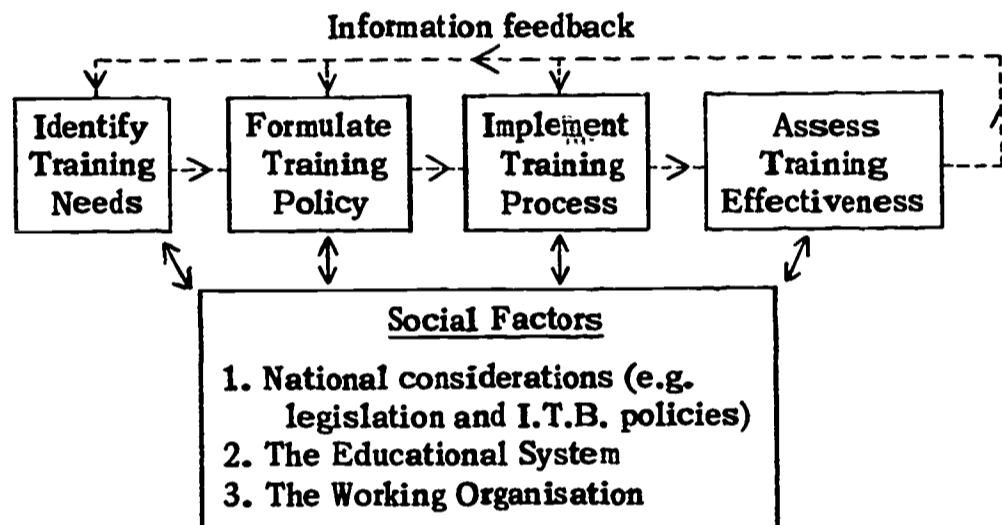 Information feedback
Identify
Training
Needs
Formulate
Training
Policy
Implement
Training
Process
Assess
Training
Effectiveness
Social Factors
1. National considerations (e.g.
legislation and I.T.B. policies)
2. The Educational System
3. The Working Organisation